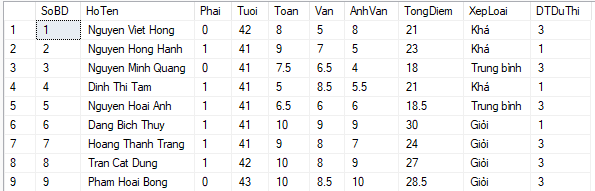 SoBD HoTen Phai Tuoi Toan Van AnhVan TongDiem XepLoai DTDuThi
1 1 Nguyen Viet Hong 0 42 8 5 8 21 Khá 3
2 2 Nguyen Hong Hanh 1 41 9 7 5 23 Khá 1
3 3 Nguyen Minh Quang 0 41 7.5 6.5 4 18 Trung bình 3
4 4 Dinh Thi Tam 1 41 5 8.5 5.5 21 Khá 1
5 5 Nguyen Hoai Anh 1 41 6.5 6 6 18.5 Trung bình 3
6 6 Dang Bich Thuy 1 41 10 9 9 30 Giỏi 1
7 7 Hoang Thanh Trang 1 41 9 8 7 24 Giỏi 3
8 8 Tran Cat Dung 1 42 10 8 9 27 Giỏi 3
9 9 Pham Hoai Bong 0 43 10 8.5 10 28.5 Giỏi 3